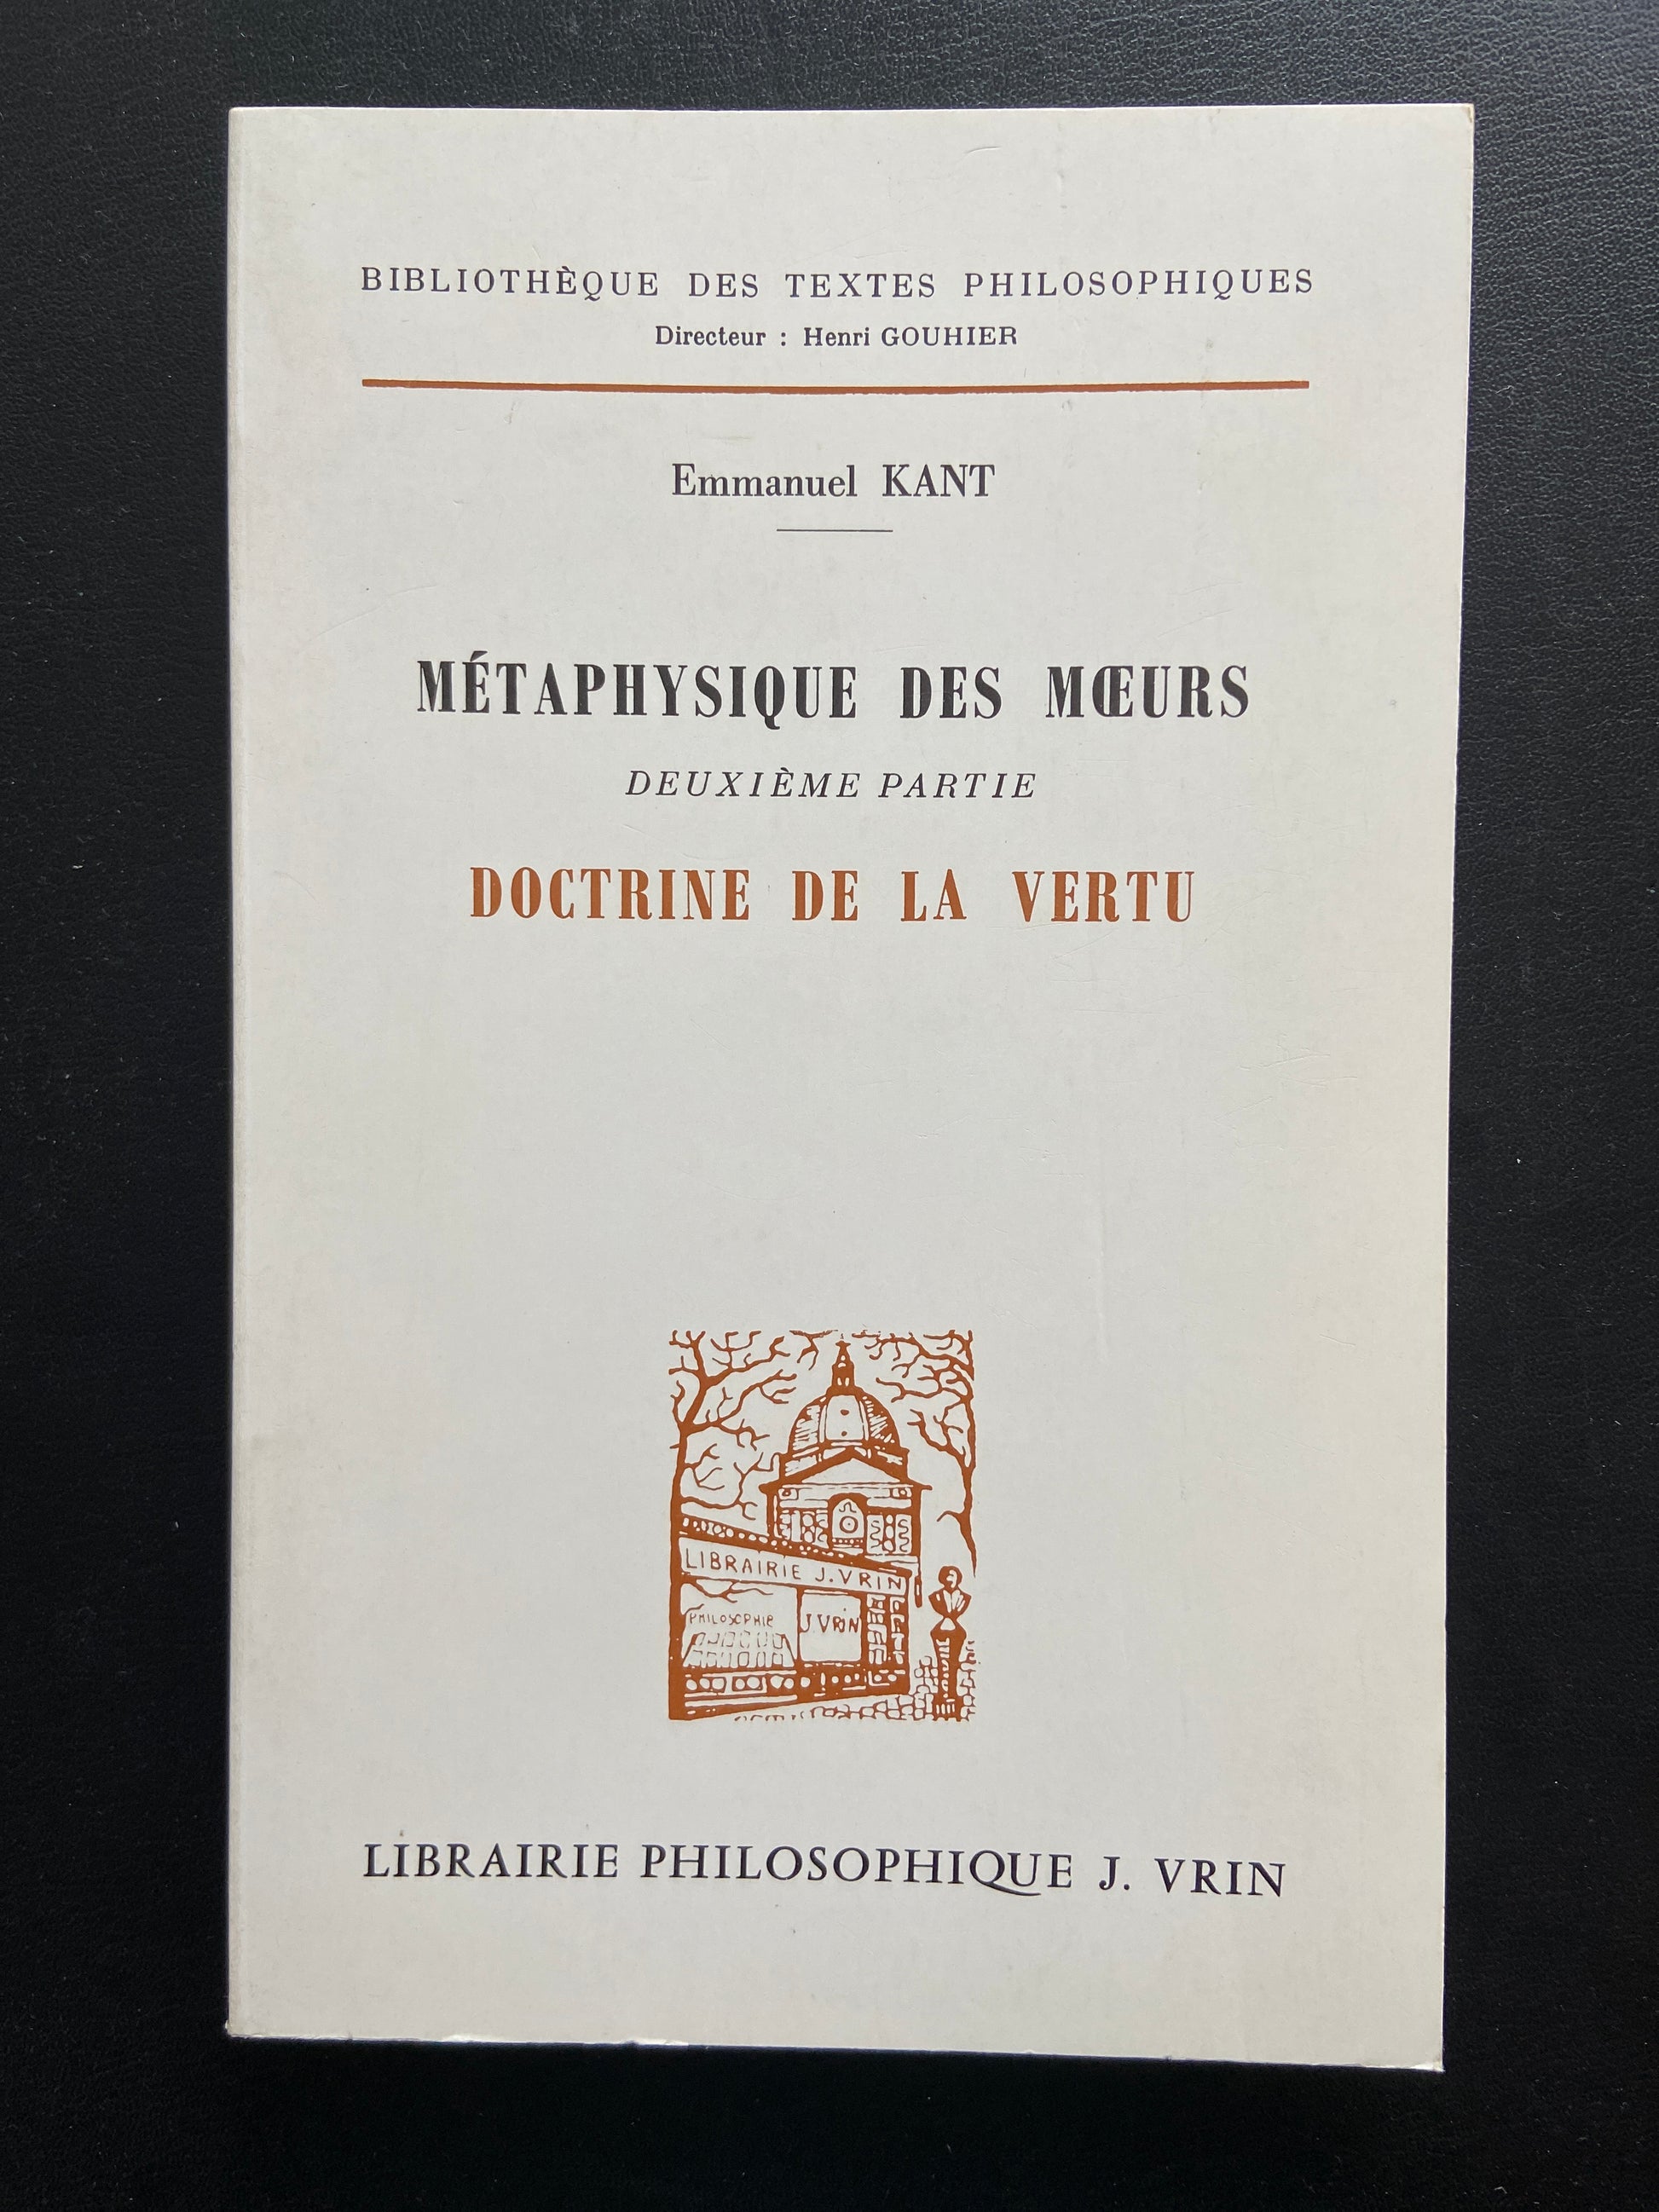 BIBLIOTHÈQUE DES TEXTES PHILOSOPHIQUES
Directeur : Henri GOUHIER
Emmanuel KANT
MÉTAPHYSIQUE DES MŒURS
DEUXIÈME PARTIE
DOCTRINE DE LA VERTU
LIBRAIRIE J. VRIN
PHILOSOPHIE
J. VRIN
LIBRAIRIE PHILOSOPHIQUE J. VRIN